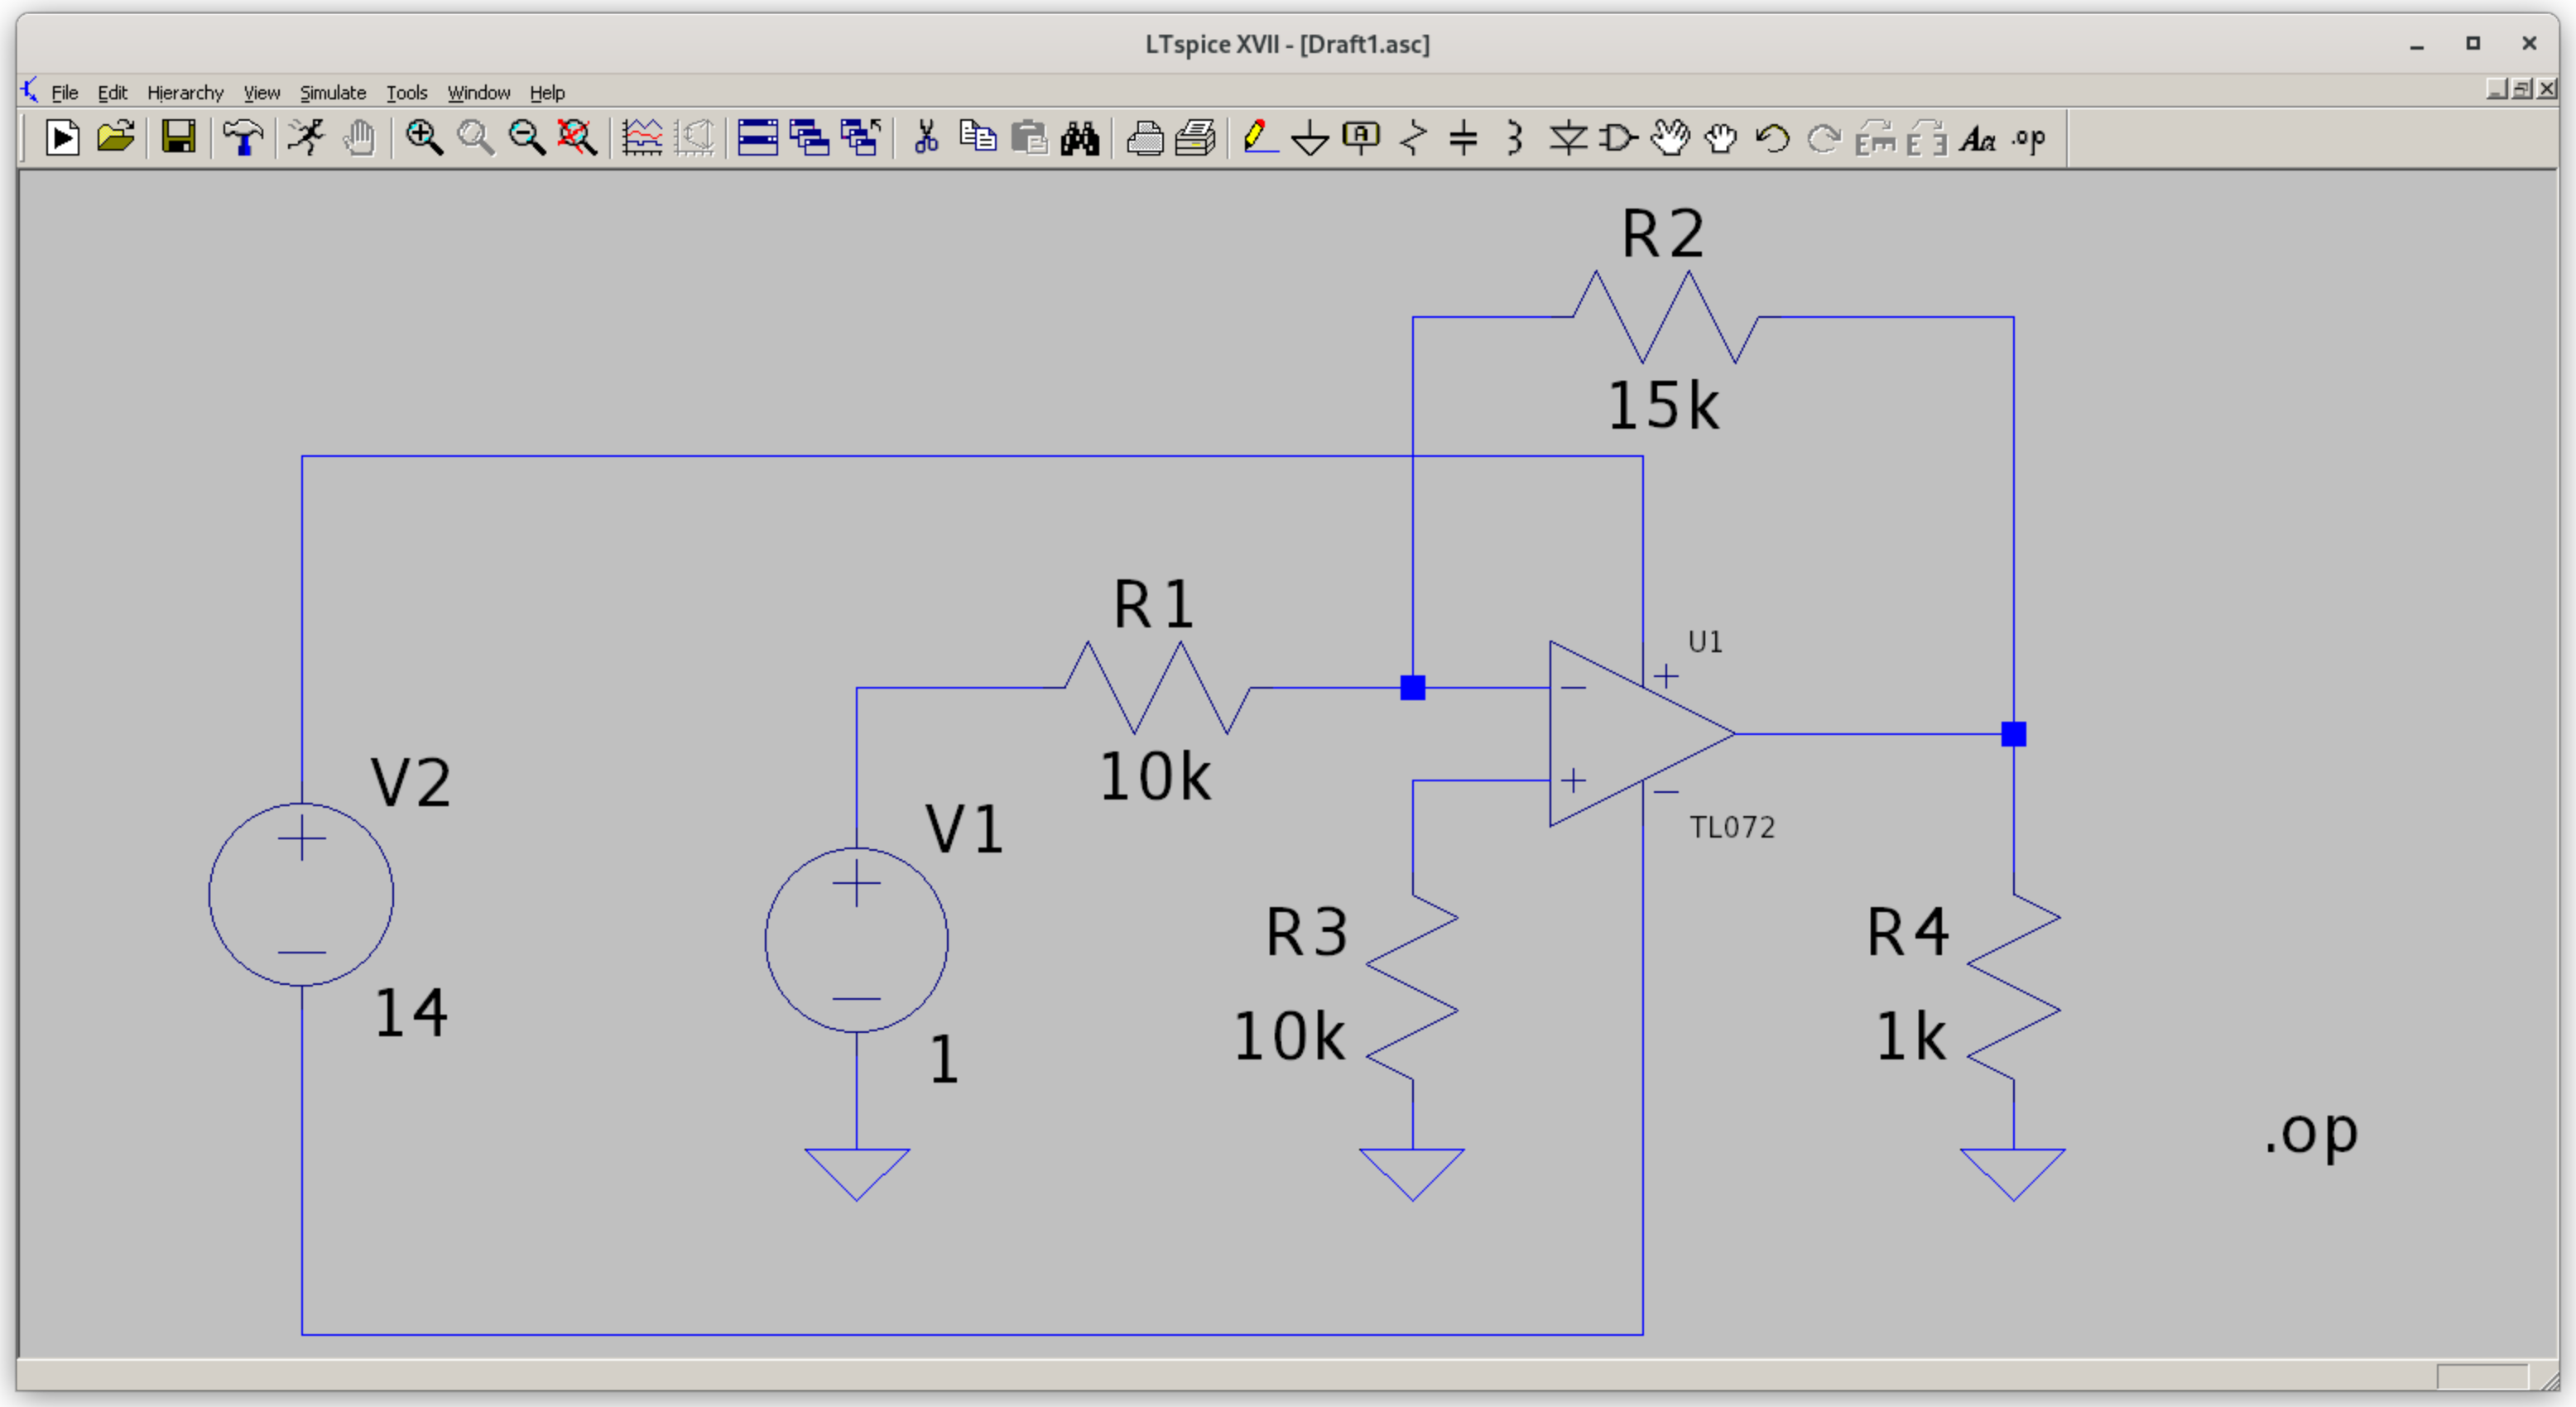 LTspice XVII - [Draft1.asc]
File Edit Hierarchy View Simulate Tools Window Help
A Aa .op
R2
15k
R1
10k
U1
TL072
V2
14
V1
1
R3
10k
R4
1k
.op